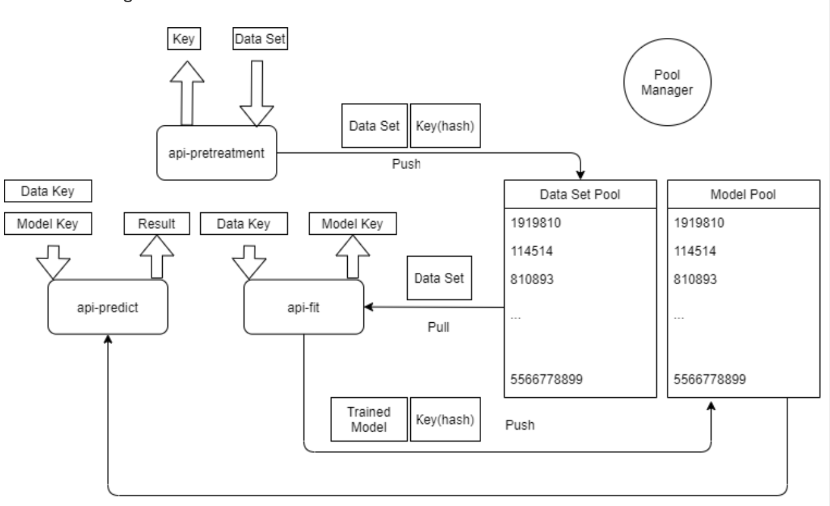 Key
Data Set
Pool
Manager
api-pretreatment
Data Set
Key(hash)
Push
Data Key
Model Key
Result
Data Key
Model Key
api-predict
api-fit
Data Set
Pull
Data Set Pool
1919810
114514
810893
...
5566778899
Model Pool
1919810
114514
810893
...
5566778899
Trained
Model
Key(hash)
Push